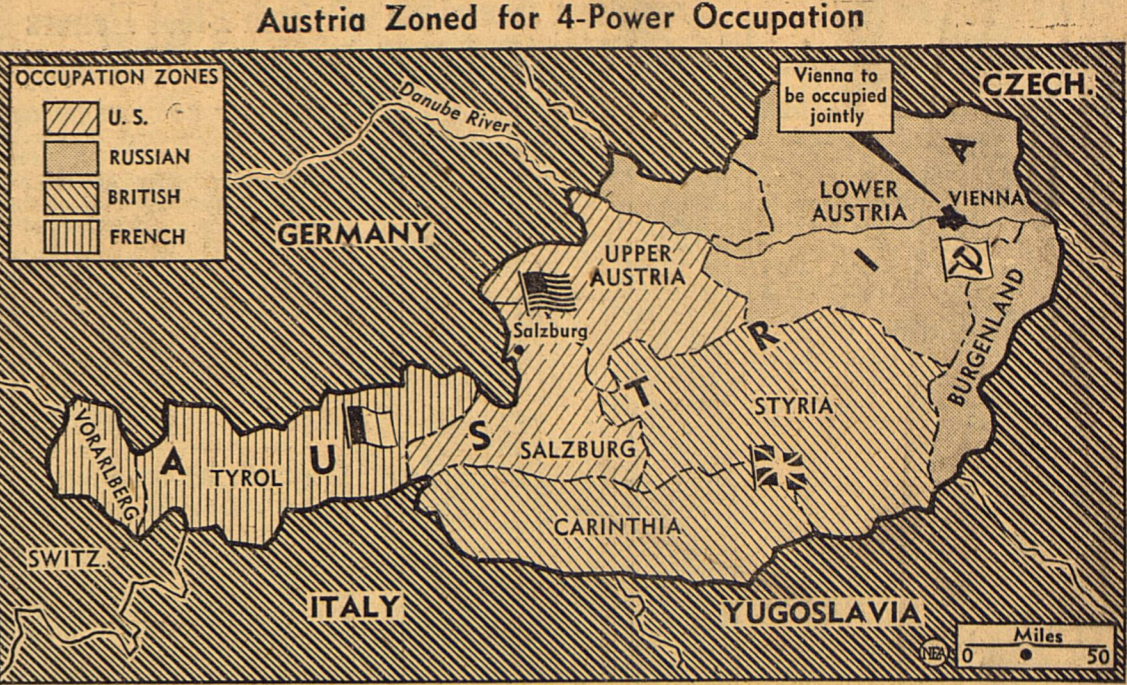 Austria Zoned for 4-Power Occupation
OCCUPATION ZONES
U. S.
RUSSIAN
BRITISH
FRENCH
Danube River
Vienna to
be occupied
jointly
CZECH.
GERMANY
LOWER
AUSTRIA
VIENNA
UPPER
AUSTRIA
Salzburg
BURGENLAND
STYRIA
VORARLBERG
TYROL
SALZBURG
CARINTHIA
A U S T R I A
SWITZ.
ITALY
YUGOSLAVIA
NEA
Miles
0 50